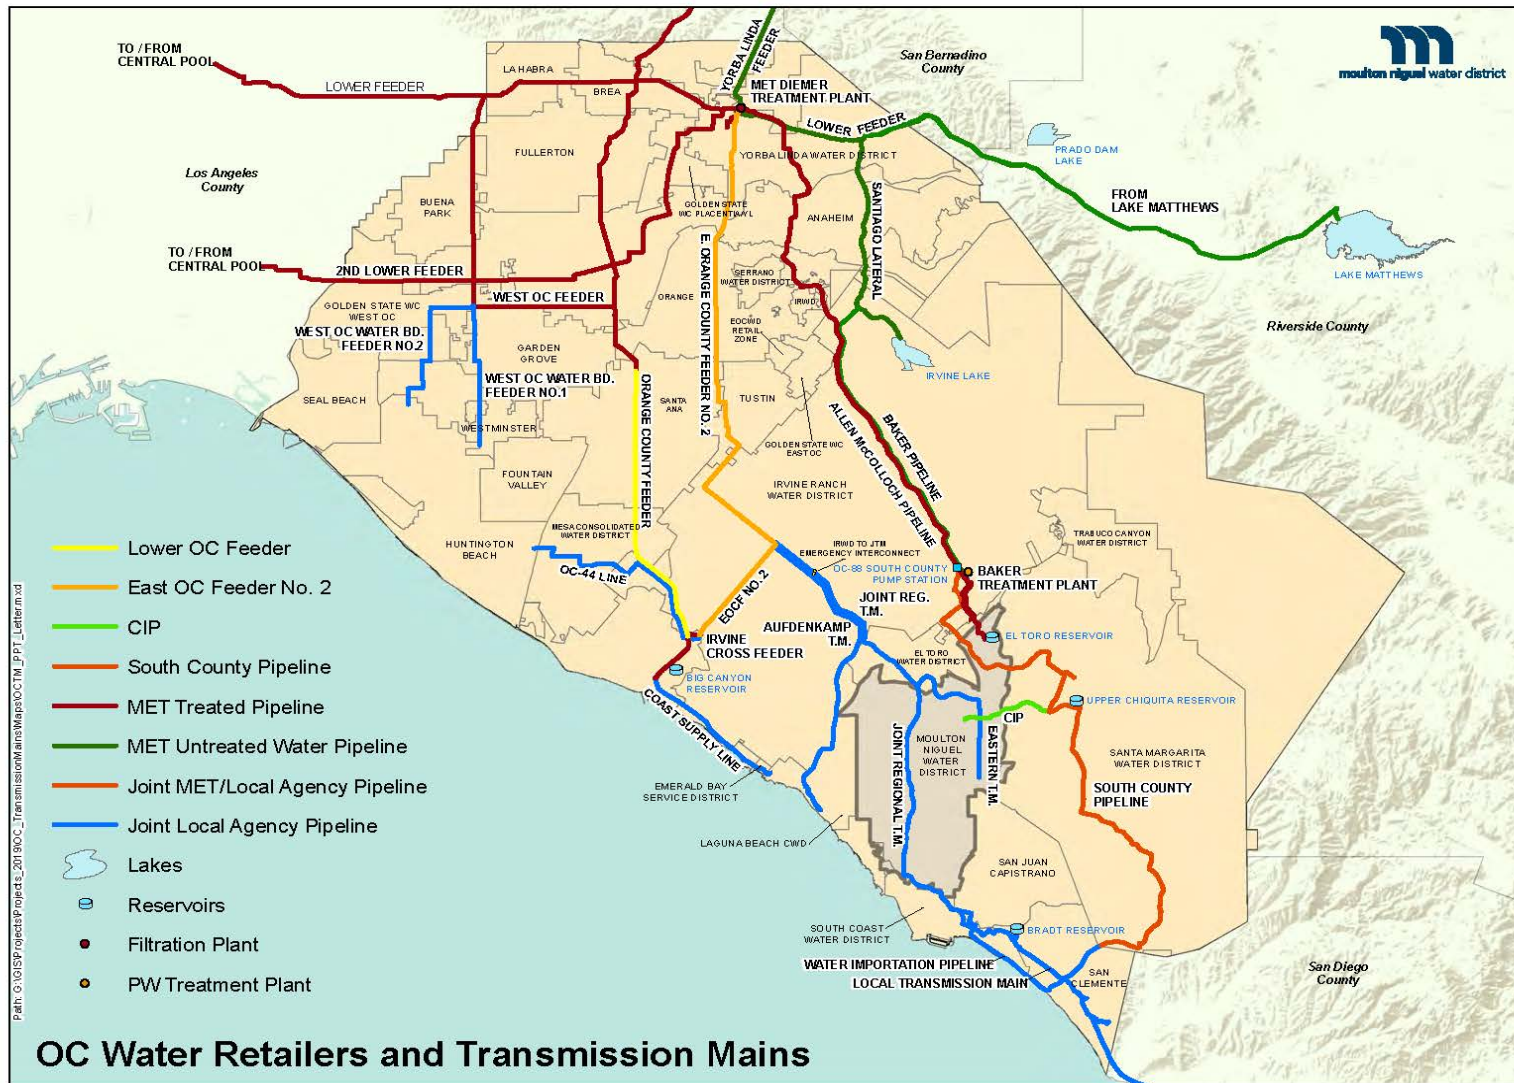 TO / FROM
CENTRAL POOL
LOWER FEEDER
LA HABRA
BREA
YORBA LINDA
FEEDER
San Bernadino
County
moulton niguel water district
MET DIEMER
TREATMENT PLANT
LOWER FEEDER
PRADO DAM
LAKE
FULLERTON
YORBA LINDA WATER DISTRICT
Los Angeles
County
BUENA
PARK
GOLDEN STATE
WC PLACENTIA/YL
ANAHEIM
SANTIAGO LATERAL
FROM
LAKE MATTHEWS
LAKE MATTHEWS
TO / FROM
CENTRAL POOL
2ND LOWER FEEDER
WEST OC FEEDER
ORANGE
E. ORANGE COUNTY FEEDER NO. 2
SERRANO
WATER DISTRICT
IRWD
GOLDEN STATE WC
WEST OC
WEST OC WATER BD.
FEEDER NO.2
GARDEN
GROVE
EOCWD
RETAIL
ZONE
Riverside County
IRVINE LAKE
WEST OC WATER BD.
FEEDER NO.1
SEAL BEACH
WESTMINSTER
ORANGE COUNTY FEEDER
SANTA
ANA
TUSTIN
GOLDEN STATE WC
EAST OC
ALLEN McCOLLOCH PIPELINE
BAKER PIPELINE
FOUNTAIN
VALLEY
IRVINE RANCH
WATER DISTRICT
MESA CONSOLIDATED
WATER DISTRICT
HUNTINGTON
BEACH
TRABUCO CANYON
WATER DISTRICT
IRWD TO JTM
EMERGENCY INTERCONNECT
OC-88 SOUTH COUNTY
PUMP STATION
BAKER
TREATMENT PLANT
OC-44 LINE
EOCF NO. 2
JOINT REG.
T.M.
AUFDENKAMP
T.M.
IRVINE
CROSS FEEDER
EL TORO RESERVOIR
EL TORO
WATER DISTRICT
BIG CANYON
RESERVOIR
UPPER CHIQUITA RESERVOIR
COAST SUPPLY LINE
CIP
JOINT REGIONAL T.M.
MOULTON
NIGUEL
WATER
DISTRICT
EASTERN T.M.
SANTA MARGARITA
WATER DISTRICT
SOUTH COUNTY
PIPELINE
EMERALD BAY
SERVICE DISTRICT
LAGUNA BEACH CWD
SAN JUAN
CAPISTRANO
SOUTH COAST
WATER DISTRICT
BRADT RESERVOIR
WATER IMPORTATION PIPELINE
LOCAL TRANSMISSION MAIN
SAN
CLEMENTE
San Diego
County
Lower OC Feeder
East OC Feeder No. 2
CIP
South County Pipeline
MET Treated Pipeline
MET Untreated Water Pipeline
Joint MET/Local Agency Pipeline
Joint Local Agency Pipeline
Lakes
Reservoirs
Filtration Plant
PW Treatment Plant
OC Water Retailers and Transmission Mains
Path: G:\GIS\Projects\Projects_2019\OC_TransmissionMains\Maps\OCTM_PPT_Letter.mxd